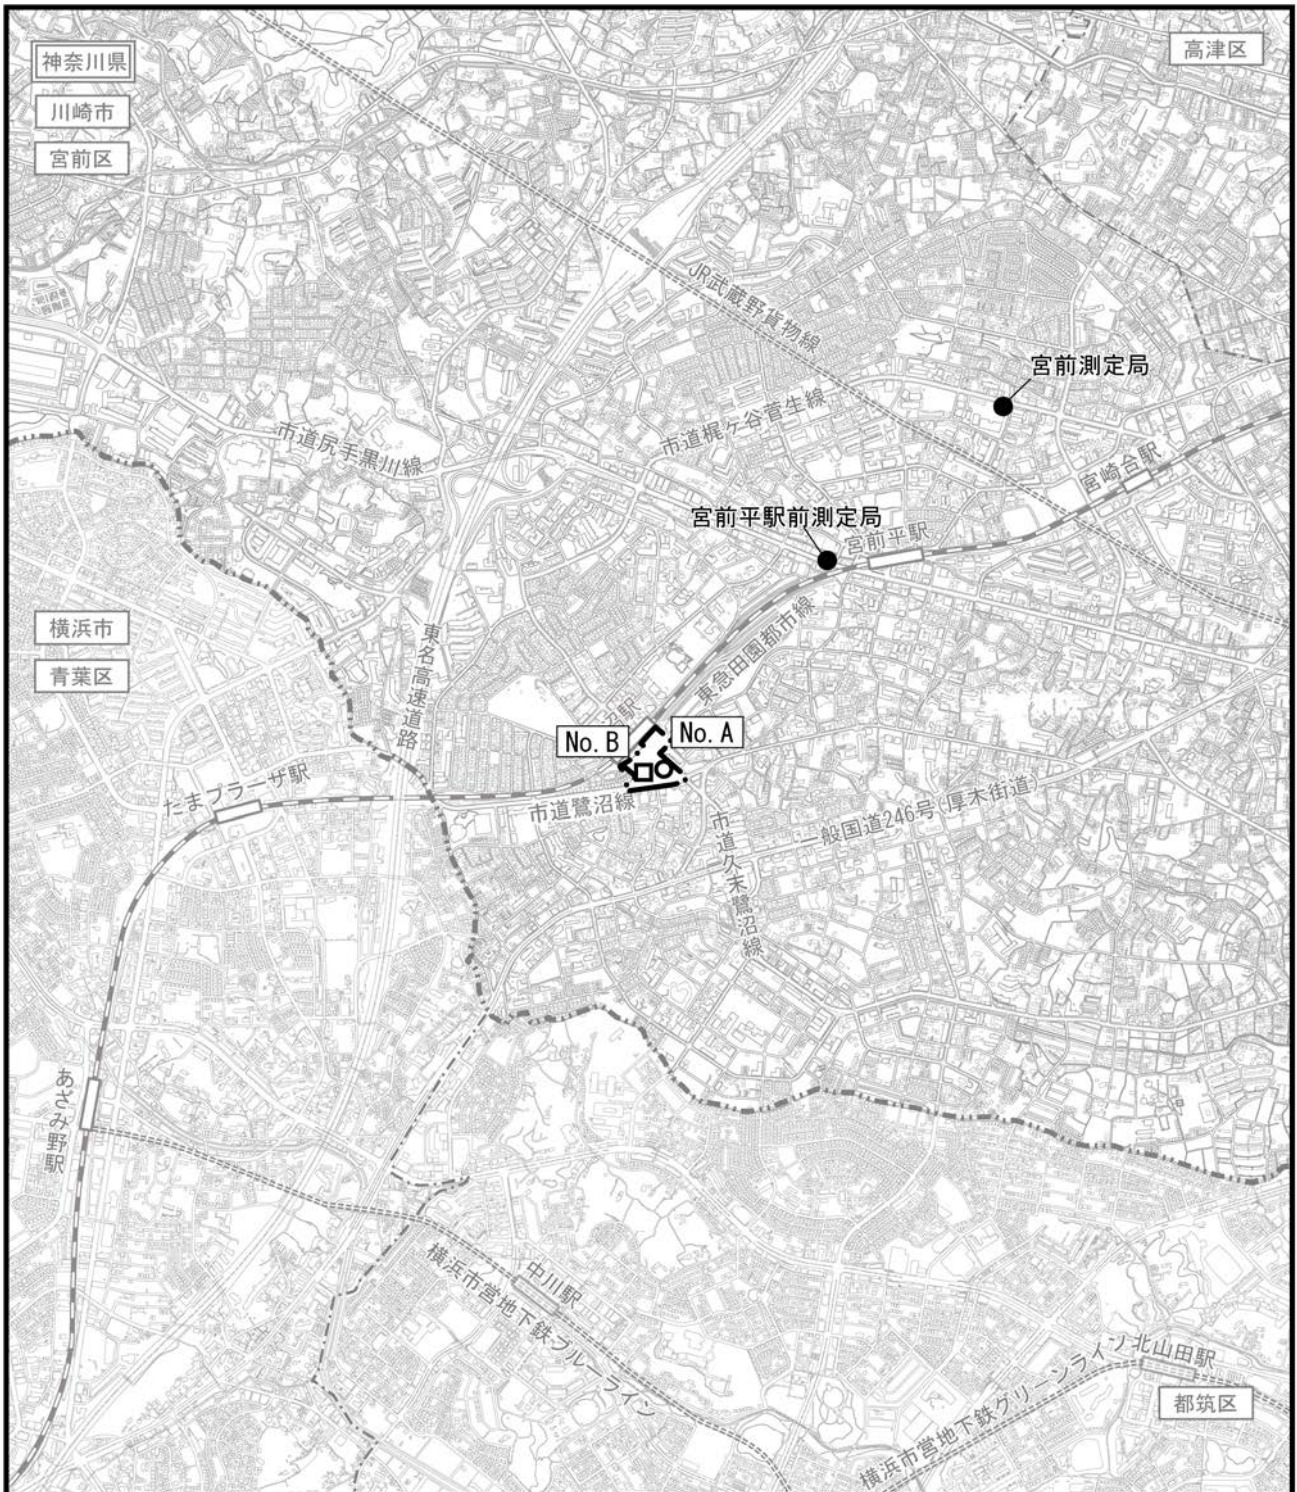 神奈川県
川崎市
宮前区
高津区
JR武蔵野貨物線
宮前測定局
市道梶ヶ谷菅生線
市道尻手黒川線
宮崎台駅
宮前平駅前測定局
宮前平駅
横浜市
青葉区
東名高速道路
東急田園都市線
沼駅
No. B
No. A
たまプラーザ駅
市道鷺沼線
一般国道246号(厚木街道)
市道久末鷺沼線
あざみ野駅
中川駅
横浜市営地下鉄ブルーライン
横浜市営地下鉄グリーンライン
北山田駅
都筑区